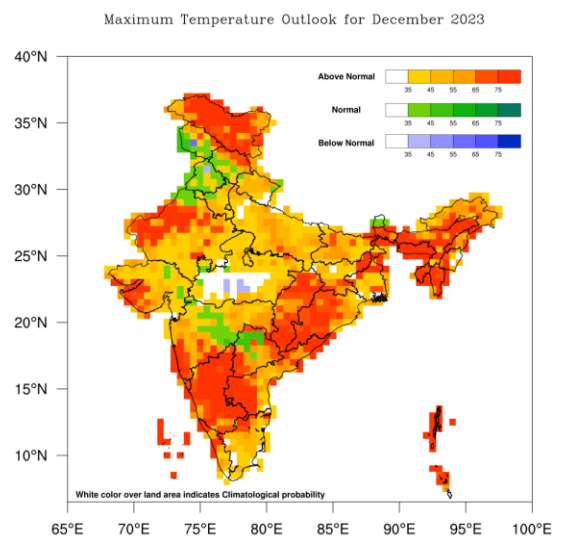 Maximum Temperature Outlook for December 2023
40°N
Above Normal
35 45 55 65 75
Normal
35 45 55 65 75
Below Normal
35 45 55 65 75
35°N
30°N
25°N
20°N
15°N
10°N
White color over land area indicates Climatological probability
65°E 70°E 75°E 80°E 85°E 90°E 95°E 100°E